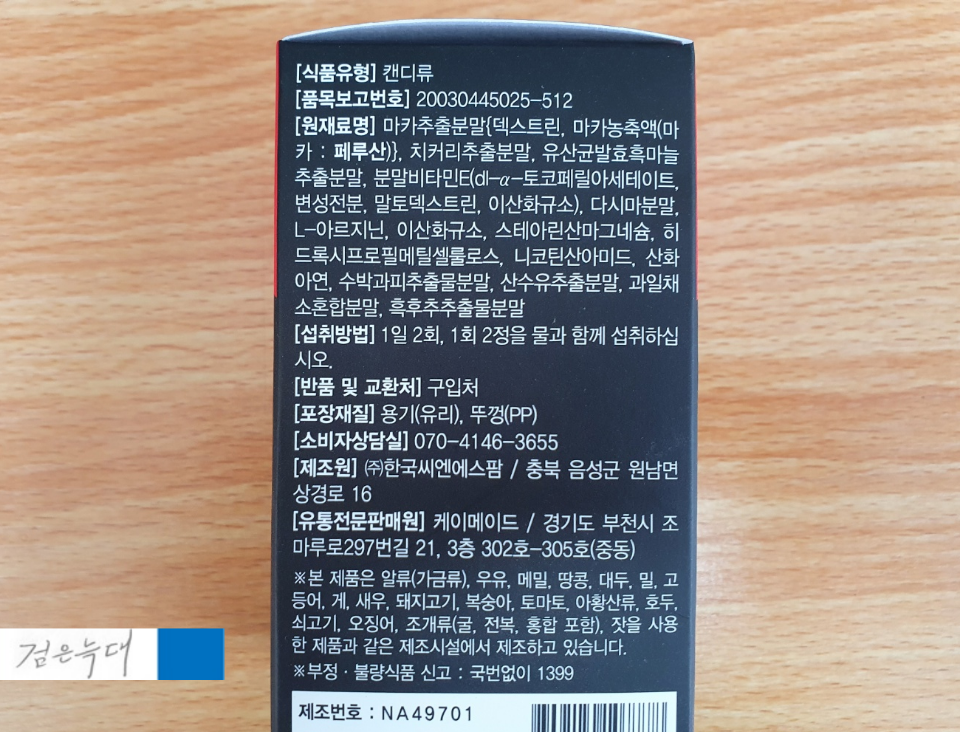 [식품유형] 캔디류
[품목보고번호] 20030445025-512
[원재료명] 마카추출분말{덱스트린, 마카농축액(마
카 : 페루산)}, 치커리추출분말, 유산균발효흑마늘
추출분말, 분말비타민E(dl-α-토코페릴아세테이트,
변성전분, 말토덱스트린, 이산화규소), 다시마분말,
L-아르지닌, 이산화규소, 스테아린산마그네슘, 히
드록시프로필메틸셀룰로스, 니코틴산아미드, 산화
아연, 수박과피추출물분말, 산수유추출분말, 과일채
소혼합분말, 흑후추추출물분말
[섭취방법] 1일 2회, 1회 2정을 물과 함께 섭취하십
시오.
[반품 및 교환처] 구입처
[포장재질] 용기(유리), 뚜껑(PP)
[소비자상담실] 070-4146-3655
[제조원] ㈜한국씨엔에스팜 / 충북 음성군 원남면
상경로 16
[유통전문판매원] 케이메이드 / 경기도 부천시 조
마루로297번길 21, 3층 302호-305호(중동)
※본 제품은 알류(가금류), 우유, 메밀, 땅콩, 대두, 밀, 고
등어, 게, 새우, 돼지고기, 복숭아, 토마토, 아황산류, 호두,
쇠고기, 오징어, 조개류(굴, 전복, 홍합 포함), 잣을 사용
한 제품과 같은 제조시설에서 제조하고 있습니다.
※부정·불량식품 신고 : 국번없이 1399
검은늑대
제조번호 : NA49701